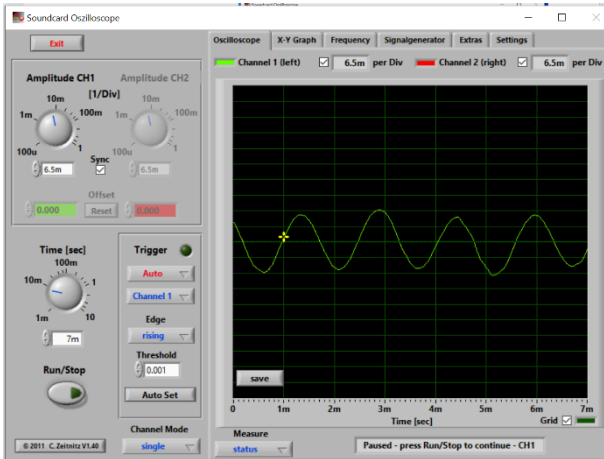 Soundcard Oszilloscope
Exit
Amplitude CH1 Amplitude CH2
[1/Div]
10m 10m
1m 100m 1m 100m
100u 1 100u 1
Sync
6.5m 6.5m
Offset
0.000 Reset 0.000
Time [sec]
100m
10m 1
1m 10
7m
Run/Stop
Trigger
Auto
Channel 1
Edge
rising
Threshold
0.001
Auto Set
Channel Mode
single
© 2011 C. Zeitnitz V1.40
Oscilloscope X-Y Graph Frequency Signalgenerator Extras Settings
Channel 1 (left) 6.5m per Div Channel 2 (right) 6.5m per Div
save
0 1m 2m 3m 4m 5m 6m 7m
Time [sec]
Grid
Measure
status
Paused - press Run/Stop to continue - CH1